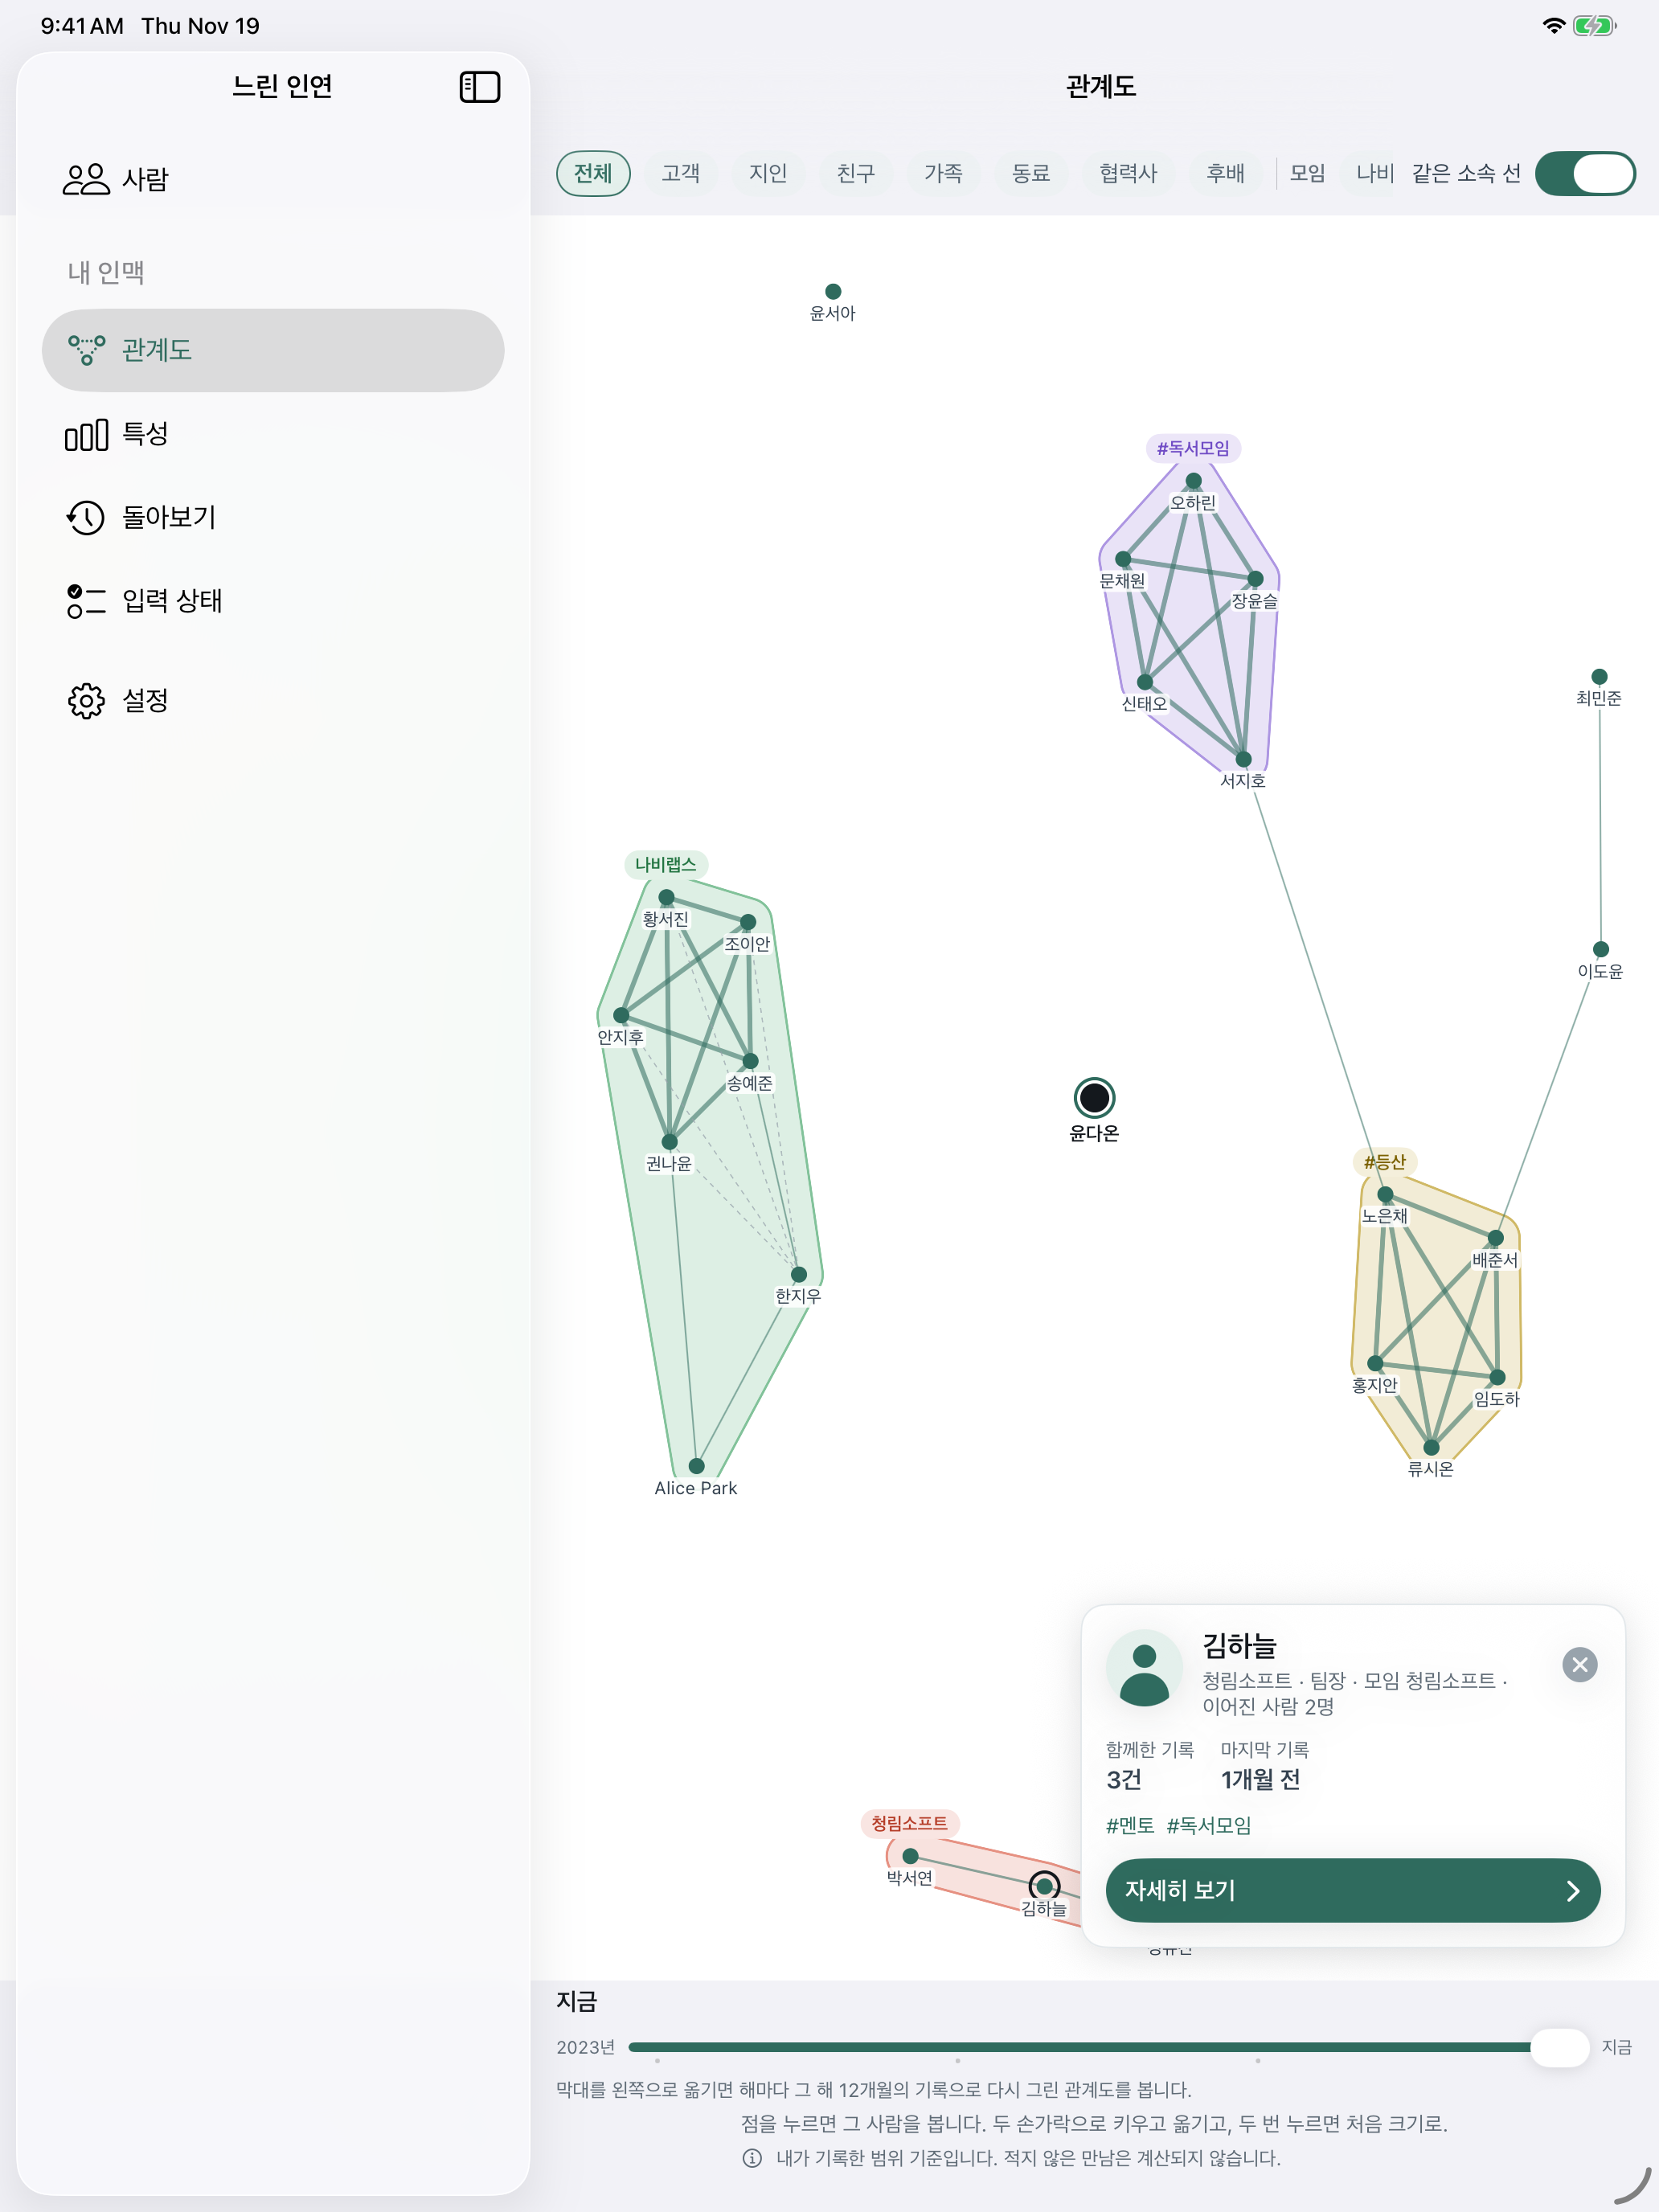 9:41 AM Thu Nov 19
느린 인연
사람
내 인맥
관계도
특성
돌아보기
입력 상태
설정
관계도
전체 고객 지인 친구 가족 동료 협력사 후배 모임 나비 같은 소속 선
윤서아
#독서모임
오하린
문채원
장윤슬
신태오
서지호
최민준
이도윤
나비랩스
황서진
조이안
안지후
송예준
권나윤
한지우
Alice Park
윤다온
#등산
노은채
배준서
홍지안
임도하
류시온
청림소프트
박서연
김하늘
김하늘
청림소프트 · 팀장 · 모임 청림소프트 ·
이어진 사람 2명
함께한 기록 마지막 기록
3건 1개월 전
#멘토 #독서모임
자세히 보기
지금
2023년 지금
막대를 왼쪽으로 옮기면 해마다 그 해 12개월의 기록으로 다시 그린 관계도를 봅니다.
점을 누르면 그 사람을 봅니다. 두 손가락으로 키우고 옮기고, 두 번 누르면 처음 크기로.
내가 기록한 범위 기준입니다. 적지 않은 만남은 계산되지 않습니다.